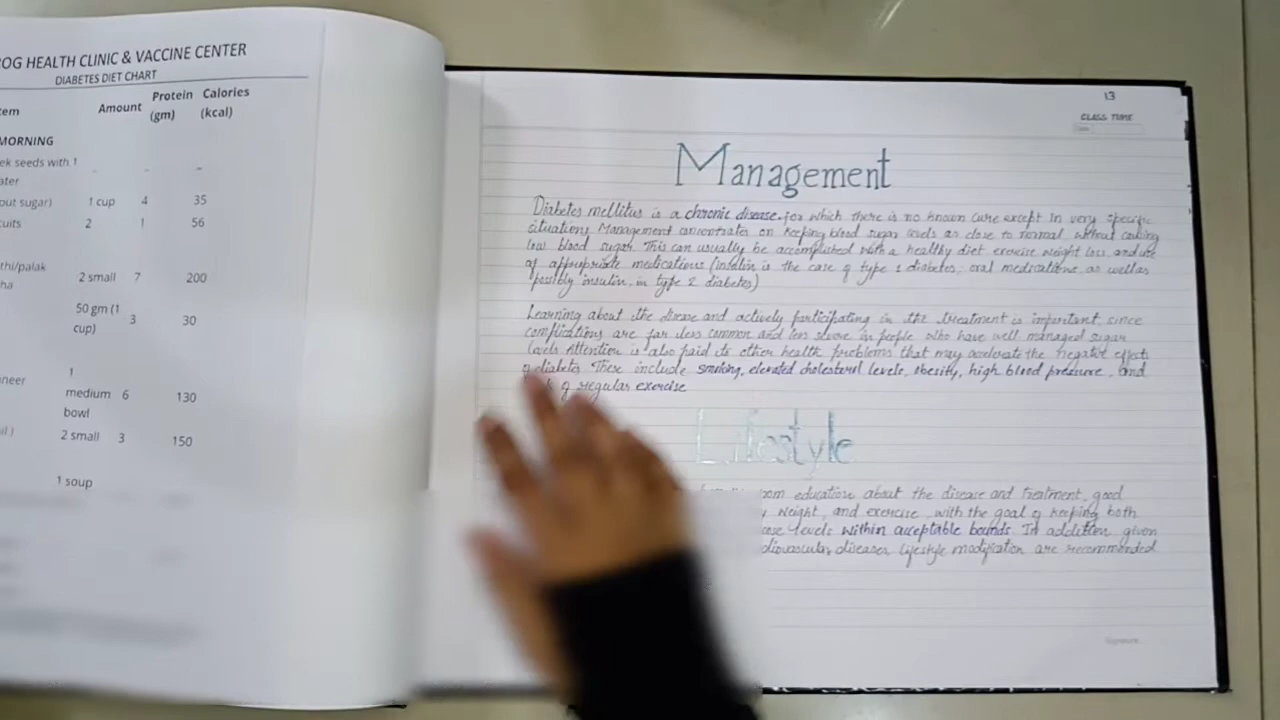 OG HEALTH CLINIC & VACCINE CENTER
DIABETES DIET CHART
tem Amount Protein (gm) Calories (kcal)
MORNING
ek seeds with 1
ater - - -
out sugar) 1 cup 4 35
uits 2 1 56
thi/palak
ha 2 small 7 200
50 gm (1 cup) 3 30
neer 1 medium bowl 6 130
il ) 2 small 3 150
1 soup
13
CLASS TIME
Date
Management
Diabetes mellitus is a chronic disease, for which there is no known cure except in very specific
situations. Management concentrates on keeping blood sugar levels as close to normal, without causing
low blood sugar. This can usually be accomplished with a healthy diet exercise weight loss, and use
of appropriate medications (insulin is the case of type 1 diabetes, oral medications, as well as
possibly insulin, in type 2 diabetes)
Learning about the disease and actively participating in the treatment is important, since
complications are far less common and less severe in people who have well managed sugar
levels Attention is also paid to other health problems that may accelerate the negative effects
of diabetes These include smoking, elevated cholesterol levels, obesity, high blood pressure, and
of regular exercise
Lifestyle
from education about the disease and treatment, good
weight, and exercise, with the goal of keeping both
levels within acceptable bounds In addition, given
diseases, lifestyle modification are recommended
Signature